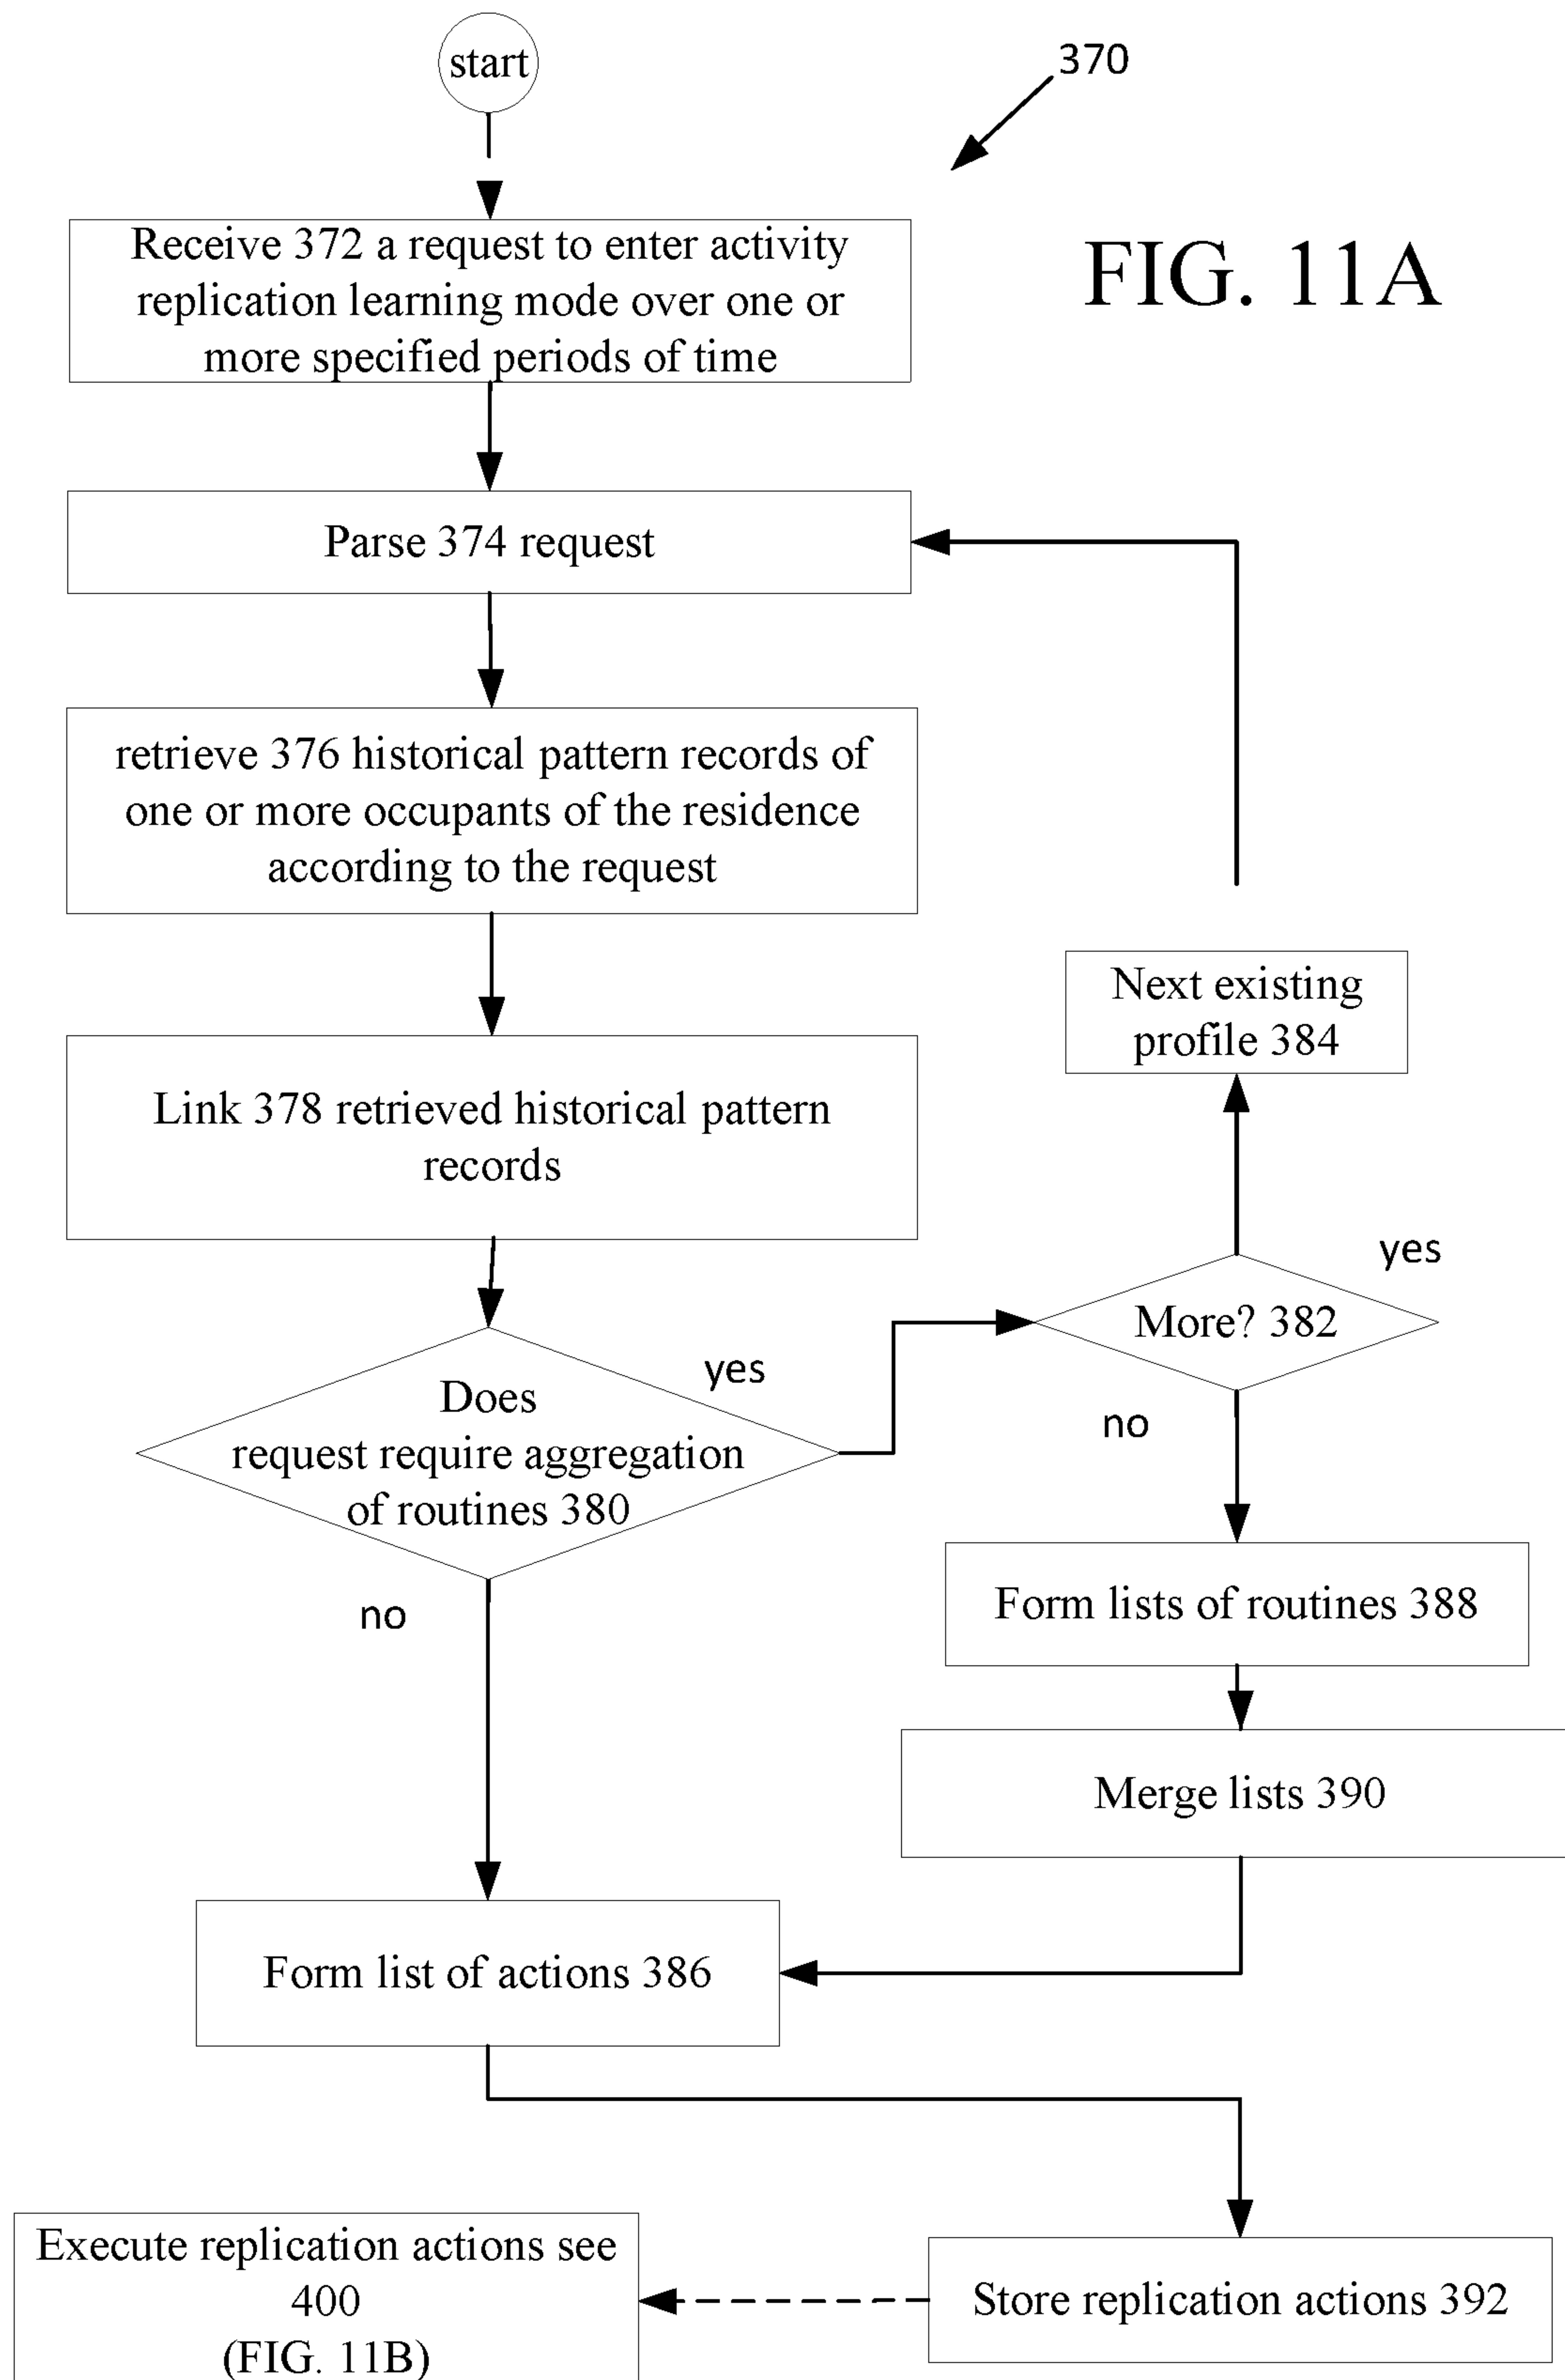 start
370
FIG. 11A
Receive 372 a request to enter activity
replication learning mode over one or
more specified periods of time
Parse 374 request
retrieve 376 historical pattern records of
one or more occupants of the residence
according to the request
Next existing
profile 384
Link 378 retrieved historical pattern
records
yes
More? 382
no
Does
request require aggregation
of routines 380
yes
no
Form lists of routines 388
Merge lists 390
Form list of actions 386
Execute replication actions see
400
(FIG. 11B)
Store replication actions 392